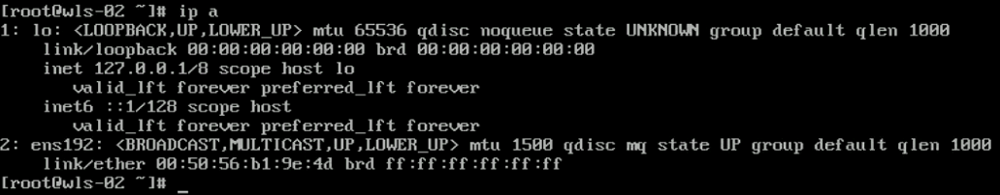 [root@wls-02 ~]# ip a
1: lo: <LOOPBACK,UP,LOWER_UP> mtu 65536 qdisc noqueue state UNKNOWN group default qlen 1000
    link/loopback 00:00:00:00:00:00 brd 00:00:00:00:00:00
    inet 127.0.0.1/8 scope host lo
       valid_lft forever preferred_lft forever
    inet6 ::1/128 scope host
       valid_lft forever preferred_lft forever
2: ens192: <BROADCAST,MULTICAST,UP,LOWER_UP> mtu 1500 qdisc mq state UP group default qlen 1000
    link/ether 00:50:56:b1:9e:4d brd ff:ff:ff:ff:ff:ff
[root@wls-02 ~]# _